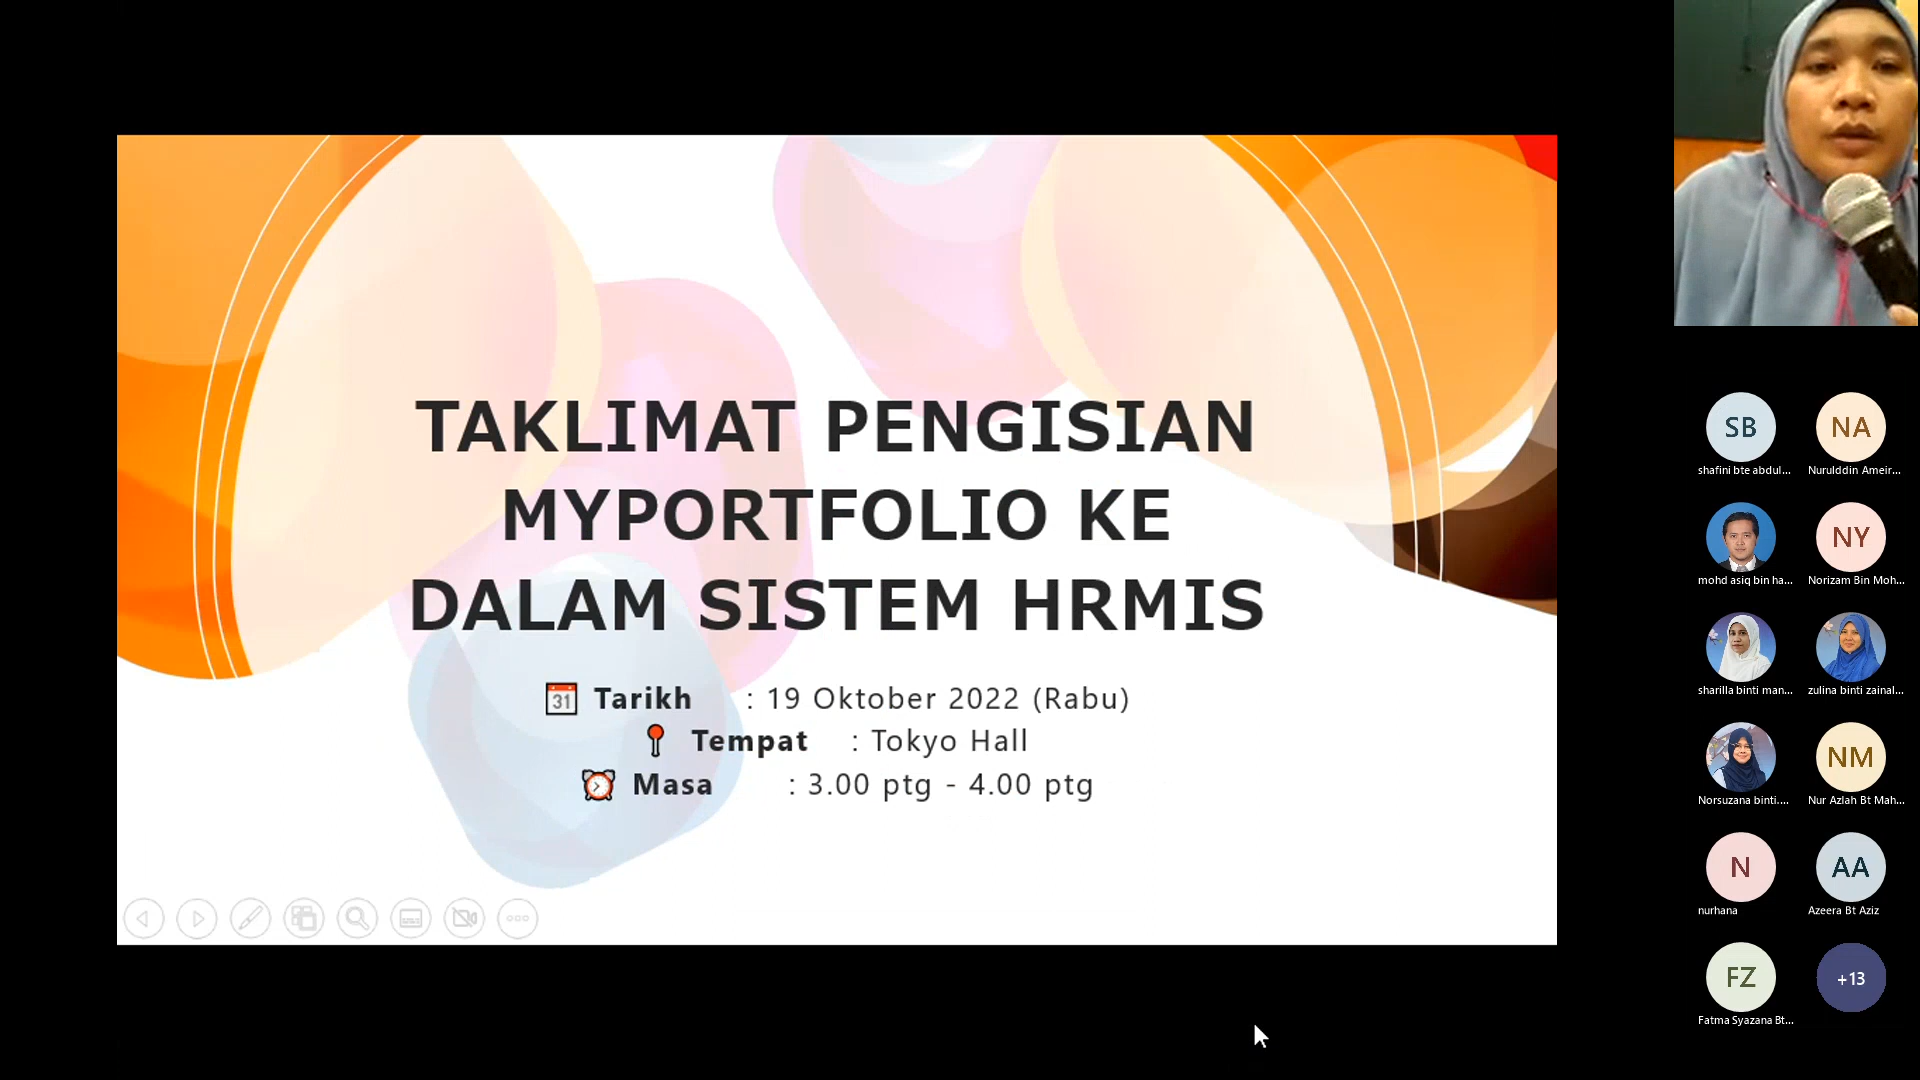 TAKLIMAT PENGISIAN
MYPORTFOLIO KE
DALAM SISTEM HRMIS
31 Tarikh : 19 Oktober 2022 (Rabu)
Tempat : Tokyo Hall
Masa : 3.00 ptg - 4.00 ptg
SB NA
shafini bte abdul... Nurulddin Ameir...
NY
mohd asiq bin ha... Norizam Bin Moh...
sharilla binti man... zulina binti zainal...
NM
Norsuzana binti.... Nur Azlah Bt Mah...
N AA
nurhana Azeera Bt Aziz
FZ +13
Fatma Syazana Bt...